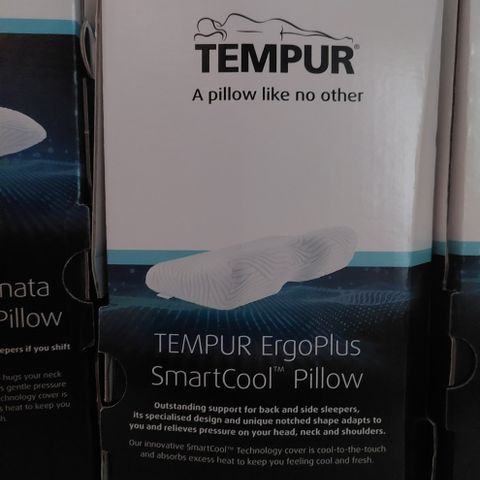 TEMPUR®
A pillow like no other
TEMPUR ErgoPlus
SmartCool™ Pillow
Outstanding support for back and side sleepers,
its specialised design and unique notched shape adapts to
you and relieves pressure on your head, neck and shoulders.
Our innovative SmartCool™ Technology cover is cool-to-the-touch
and absorbs excess heat to keep you feeling cool and fresh.
nata
Pillow
epers if you shift
hugs your neck
s gentle pressure
chnology cover is
s heat to keep you
sh.